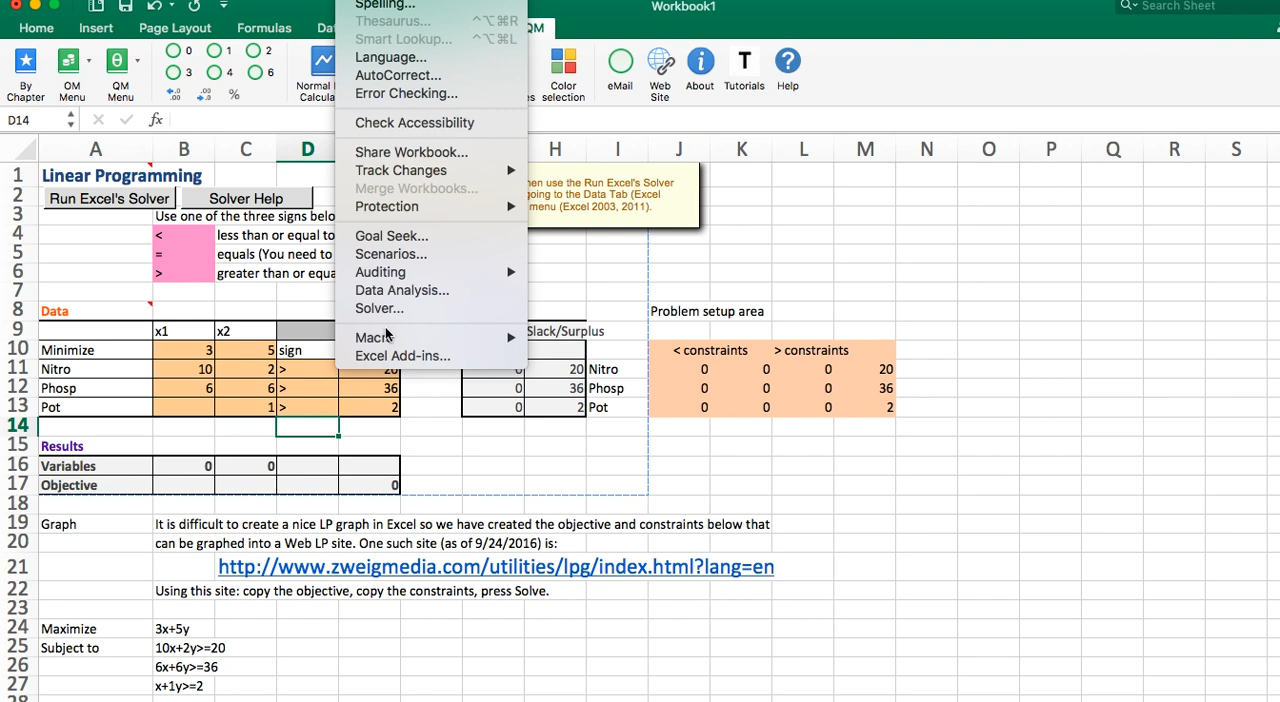 Workbook1
Search Sheet
Home Insert Page Layout Formulas
By Chapter
OM Menu
QM Menu
0 1 2
3 4 6
%
Color selection
eMail
Web Site
About
Tutorials
Help
Spelling...
Thesaurus... ^⌥⌘R
Smart Lookup... ^⌥⌘L
Language...
AutoCorrect...
Error Checking...
Check Accessibility
Share Workbook...
Track Changes
Merge Workbooks...
Protection
Goal Seek...
Scenarios...
Auditing
Data Analysis...
Solver...
Macro
Excel Add-ins...
D14 fx
A B C D H I J K L M N O P Q R S
1 Linear Programming
2 Run Excel's Solver Solver Help
then use the Run Excel's Solver
going to the Data Tab (Excel
menu (Excel 2003, 2011).
3 Use one of the three signs
4 < less than or equal to
5 = equals (You need to
6 > greater than or
7
8 Data Problem setup area
9 x1 x2 Slack/Surplus
10 Minimize 3 5 sign < constraints > constraints
11 Nitro 10 2 > 20 0 20 Nitro 0 0 0 20
12 Phosp 6 6 > 36 0 36 Phosp 0 0 0 36
13 Pot 1 > 2 0 2 Pot 0 0 0 2
14
15 Results
16 Variables 0 0
17 Objective 0
18
19 Graph It is difficult to create a nice LP graph in Excel so we have created the objective and constraints below that
20 can be graphed into a Web LP site. One such site (as of 9/24/2016) is:
21 http://www.zweigmedia.com/utilities/lpg/index.html?lang=en
22 Using this site: copy the objective, copy the constraints, press Solve.
23
24 Maximize 3x+5y
25 Subject to 10x+2y>=20
26 6x+6y>=36
27 x+1y>=2